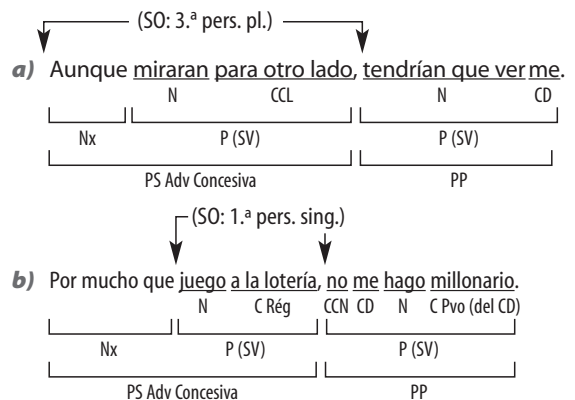 (SO: 3.ª pers. pl.)
a) Aunque miraran para otro lado, tendrían que ver me.
N CCL N CD
Nx P (SV) P (SV)
PS Adv Concesiva PP
(SO: 1.ª pers. sing.)
b) Por mucho que juego a la lotería, no me hago millonario.
N C Rég CCN CD N C Pvo (del CD)
Nx P (SV) P (SV)
PS Adv Concesiva PP